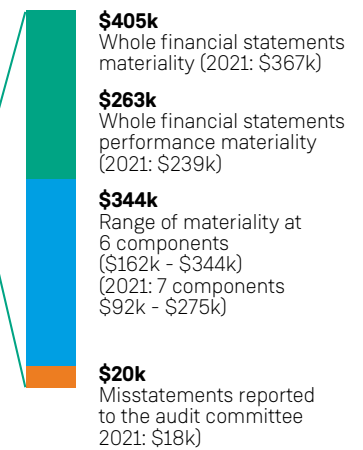 $405k
Whole financial statements
materiality (2021: $367k)
$263k
Whole financial statements
performance materiality
(2021: $239k)
$344k
Range of materiality at
6 components
($162k - $344k)
(2021: 7 components
$92k - $275k)
$20k
Misstatements reported
to the audit committee
2021: $18k)